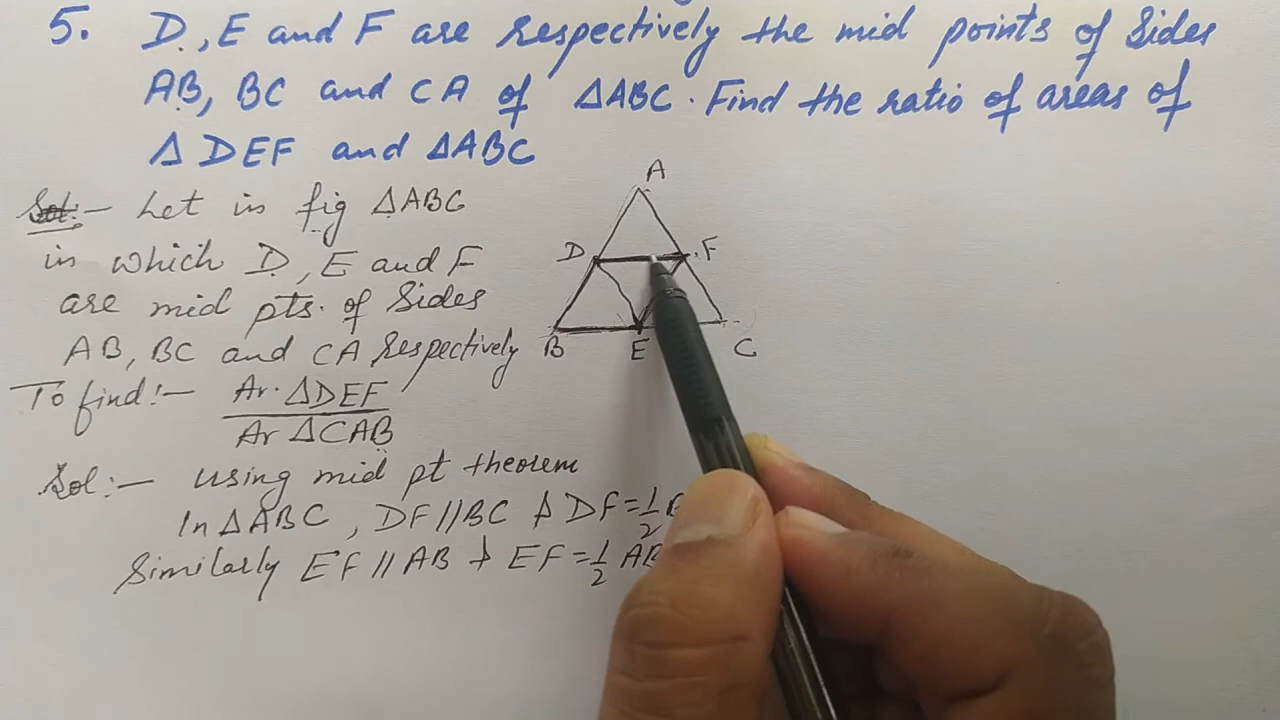 5. D, E and F are respectively the mid points of Sides
AB, BC and CA of ΔABC. Find the ratio of areas of
Δ DEF and ΔABC
Sol:- Let in fig ΔABC
in which D, E and F
are mid pts. of Sides
AB, BC and CA respectively
To find:- Ar. ΔDEF
Ar ΔCAB
Sol:- using mid pt theorem
In ΔABC, DF//BC & DF=1/2
Similarly EF//AB & EF=1/2 AB
A
D F
B E C